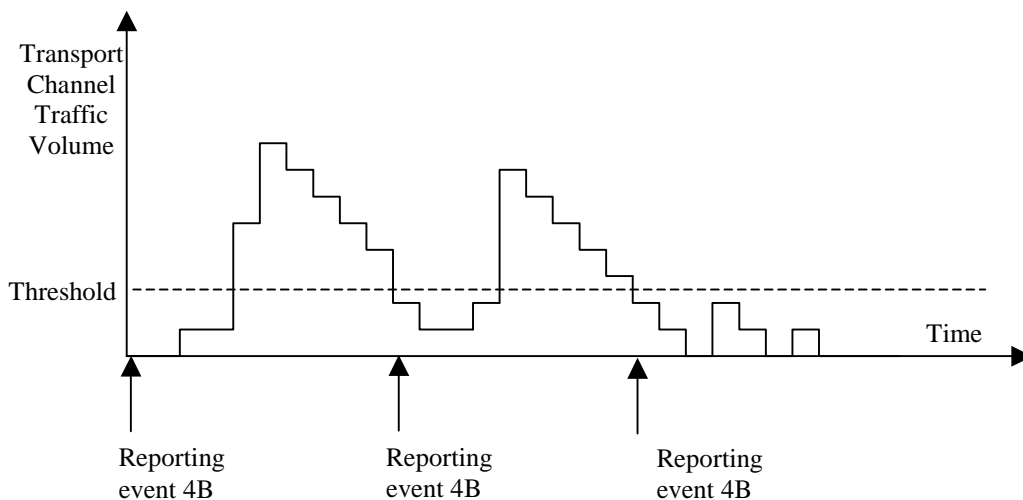 Transport
Channel
Traffic
Volume
Threshold
Time
Reporting
event 4B
Reporting
event 4B
Reporting
event 4B